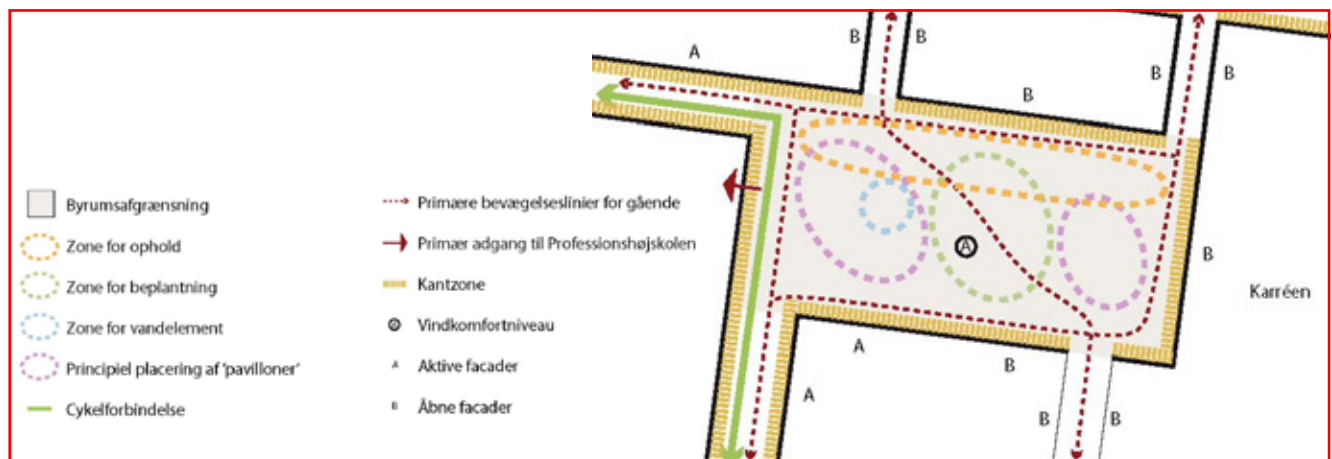 Byrumsafgrænsning
Zone for ophold
Zone for beplantning
Zone for vandelement
Principiel placering af 'pavilloner'
Cykelforbindelse
Primære bevægelseslinier for gående
Primær adgang til Professionshøjskolen
Kantzone
Vindkomfortniveau
A Aktive facader
B Åbne facader
A
B
B
B
B
B
A
B
Karréen
A
B
A
B
B